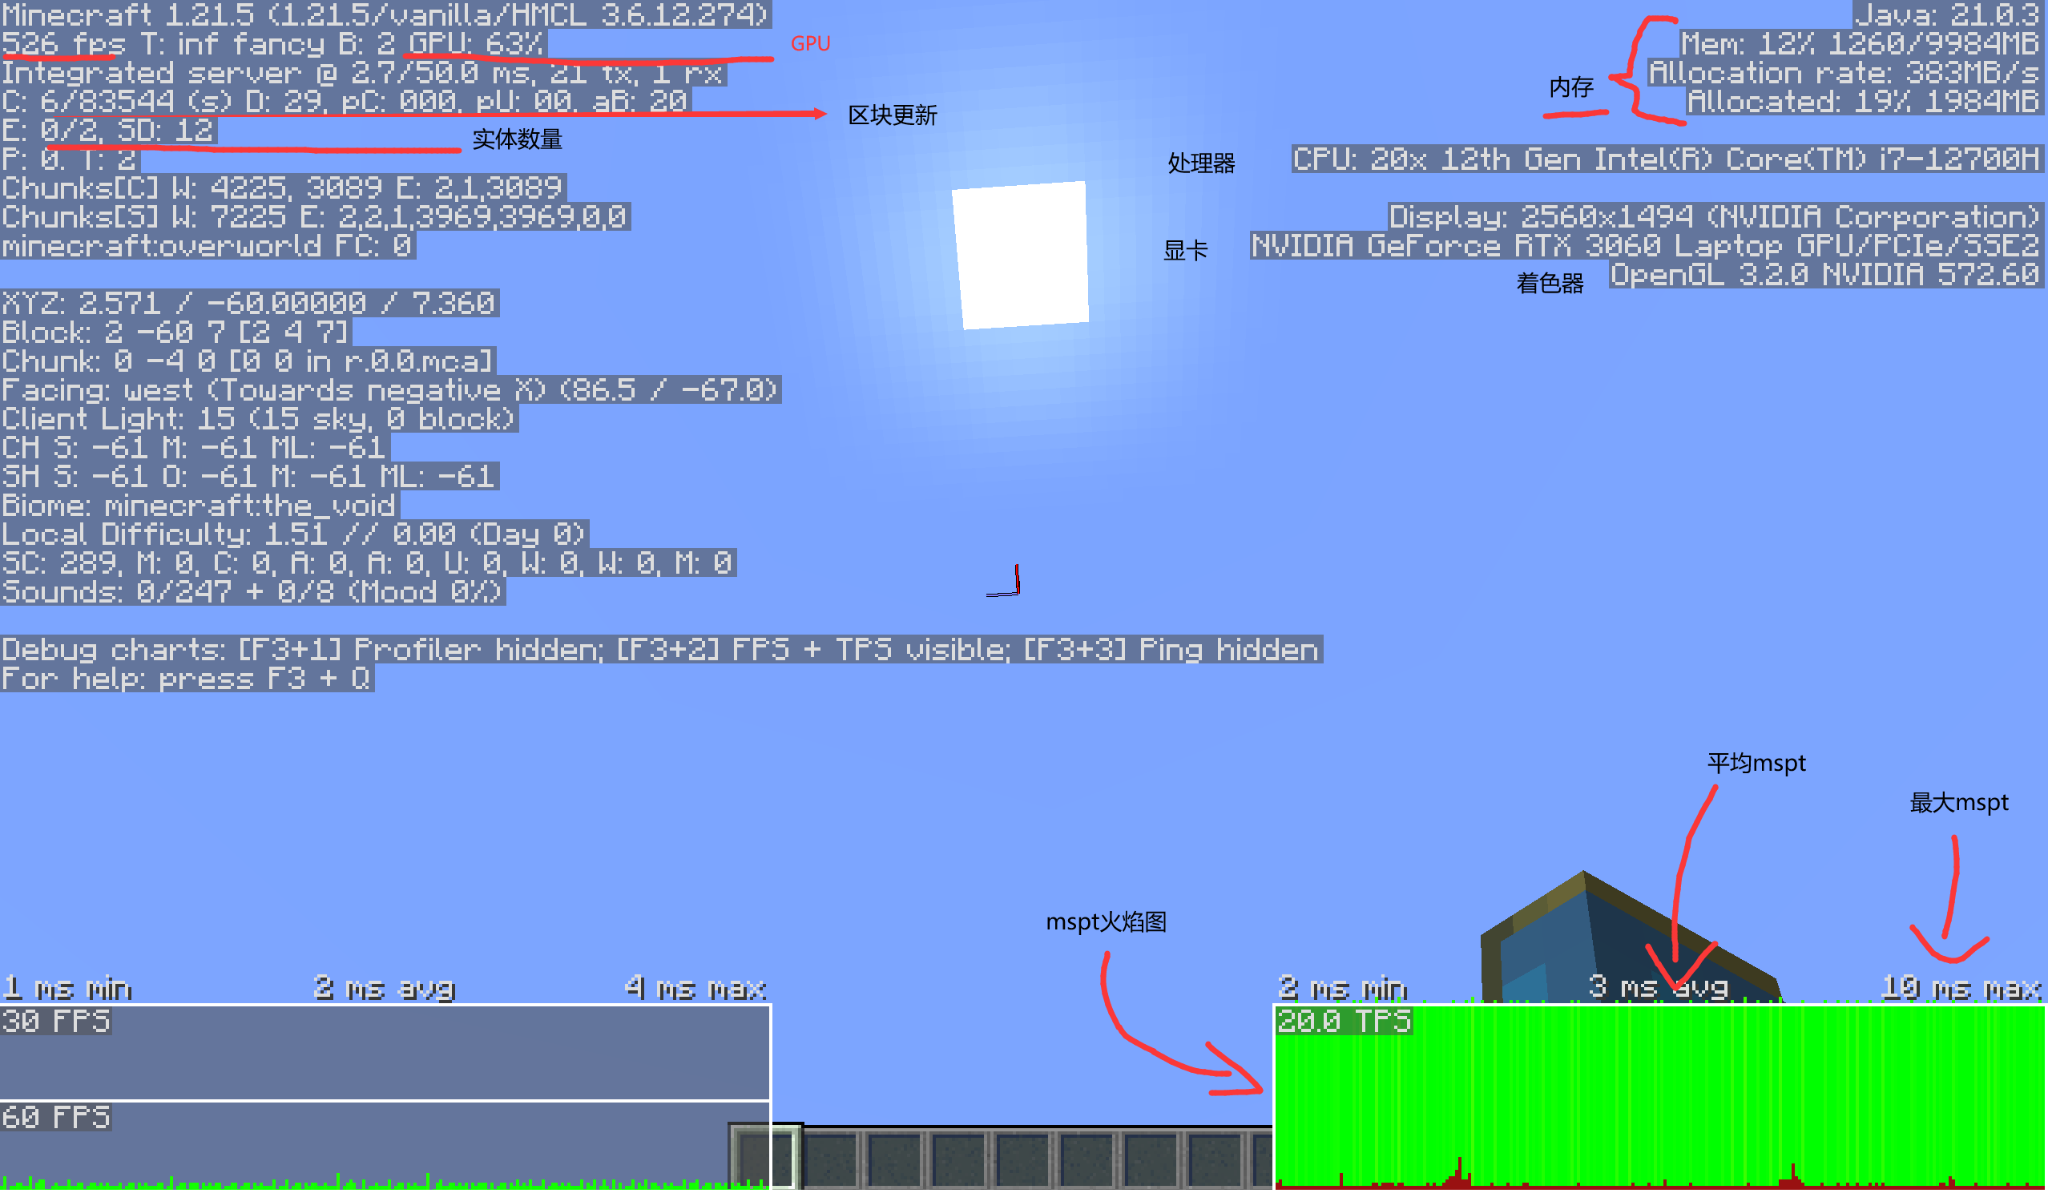 Minecraft 1.21.5 (1.21.5/vanilla/HMCL 3.6.12.274)
526 fps T: inf fancy B: 2 GPU: 63%
GPU
Integrated server @ 2.7/50.0 ms, 21 tx, 1 rx
C: 6/83544 (s) D: 29, pC: 000, pU: 00, aB: 20
区块更新
E: 0/2, SD: 12
实体数量
P: 0. T: 2
Chunks[C] W: 4225, 3089 E: 2,1,3089
Chunks[S] W: 7225 E: 2,2,1,3969,3969,0,0
minecraft:overworld FC: 0
XYZ: 2.571 / -60.00000 / 7.360
Block: 2 -60 7 [2 4 7]
Chunk: 0 -4 0 [0 0 in r.0.0.mca]
Facing: west (Towards negative X) (86.5 / -67.0)
Client Light: 15 (15 sky, 0 block)
CH S: -61 M: -61 ML: -61
SH S: -61 O: -61 M: -61 ML: -61
Biome: minecraft:the_void
Local Difficulty: 1.51 // 0.00 (Day 0)
SC: 289, M: 0, C: 0, A: 0, A: 0, U: 0, W: 0, W: 0, M: 0
Sounds: 0/247 + 0/8 (Mood 0%)
Debug charts: [F3+1] Profiler hidden; [F3+2] FPS + TPS visible; [F3+3] Ping hidden
For help: press F3 + Q
Java: 21.0.3
Mem: 12% 1260/9984MB
内存
Allocation rate: 383MB/s
Allocated: 19% 1984MB
处理器
CPU: 20x 12th Gen Intel(R) Core(TM) i7-12700H
Display: 2560x1494 (NVIDIA Corporation)
显卡
NVIDIA GeForce RTX 3060 Laptop GPU/PCIe/SSE2
着色器
OpenGL 3.2.0 NVIDIA 572.60
平均mspt
最大mspt
mspt火焰图
1 ms min
2 ms avg
4 ms max
30 FPS
60 FPS
2 ms min
3 ms avg
10 ms max
20.0 TPS